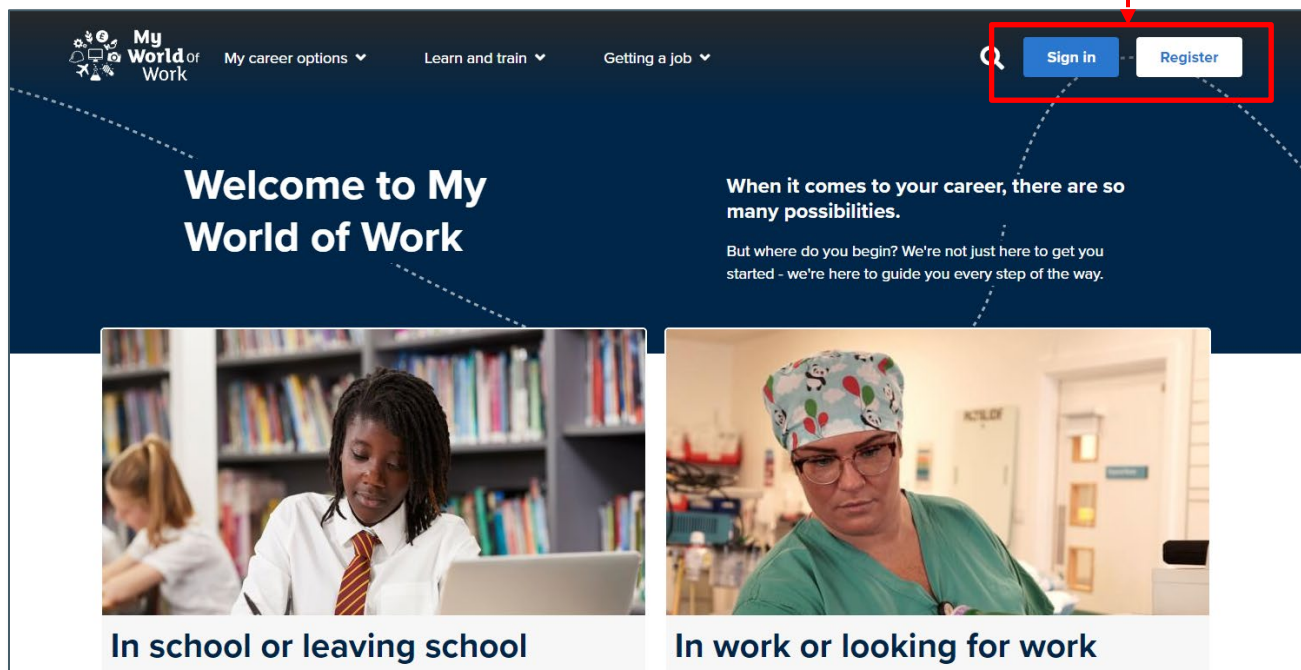 My
World Of
Work
My career options
Learn and train
Getting a job
Sign in
Register
Welcome to My
World of Work
When it comes to your career, there are so
many possibilities.
But where do you begin? We're not just here to get you
started - we're here to guide you every step of the way.
In school or leaving school
In work or looking for work